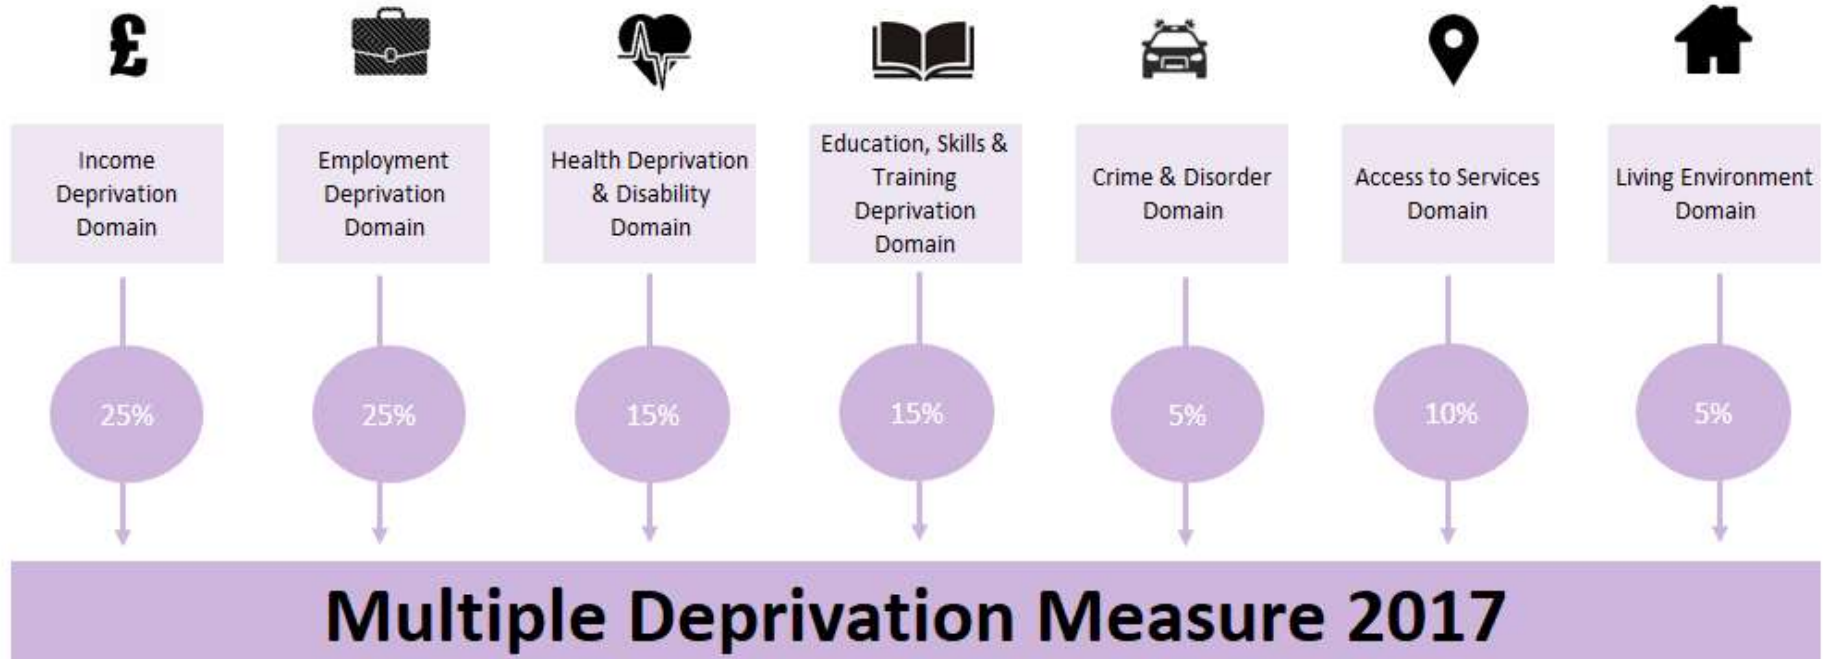 £
Income
Deprivation
Domain
Employment
Deprivation
Domain
Health Deprivation
& Disability
Domain
Education, Skills &
Training
Deprivation
Domain
Crime & Disorder
Domain
Access to Services
Domain
Living Environment
Domain
25%
25%
15%
15%
5%
10%
5%
Multiple Deprivation Measure 2017